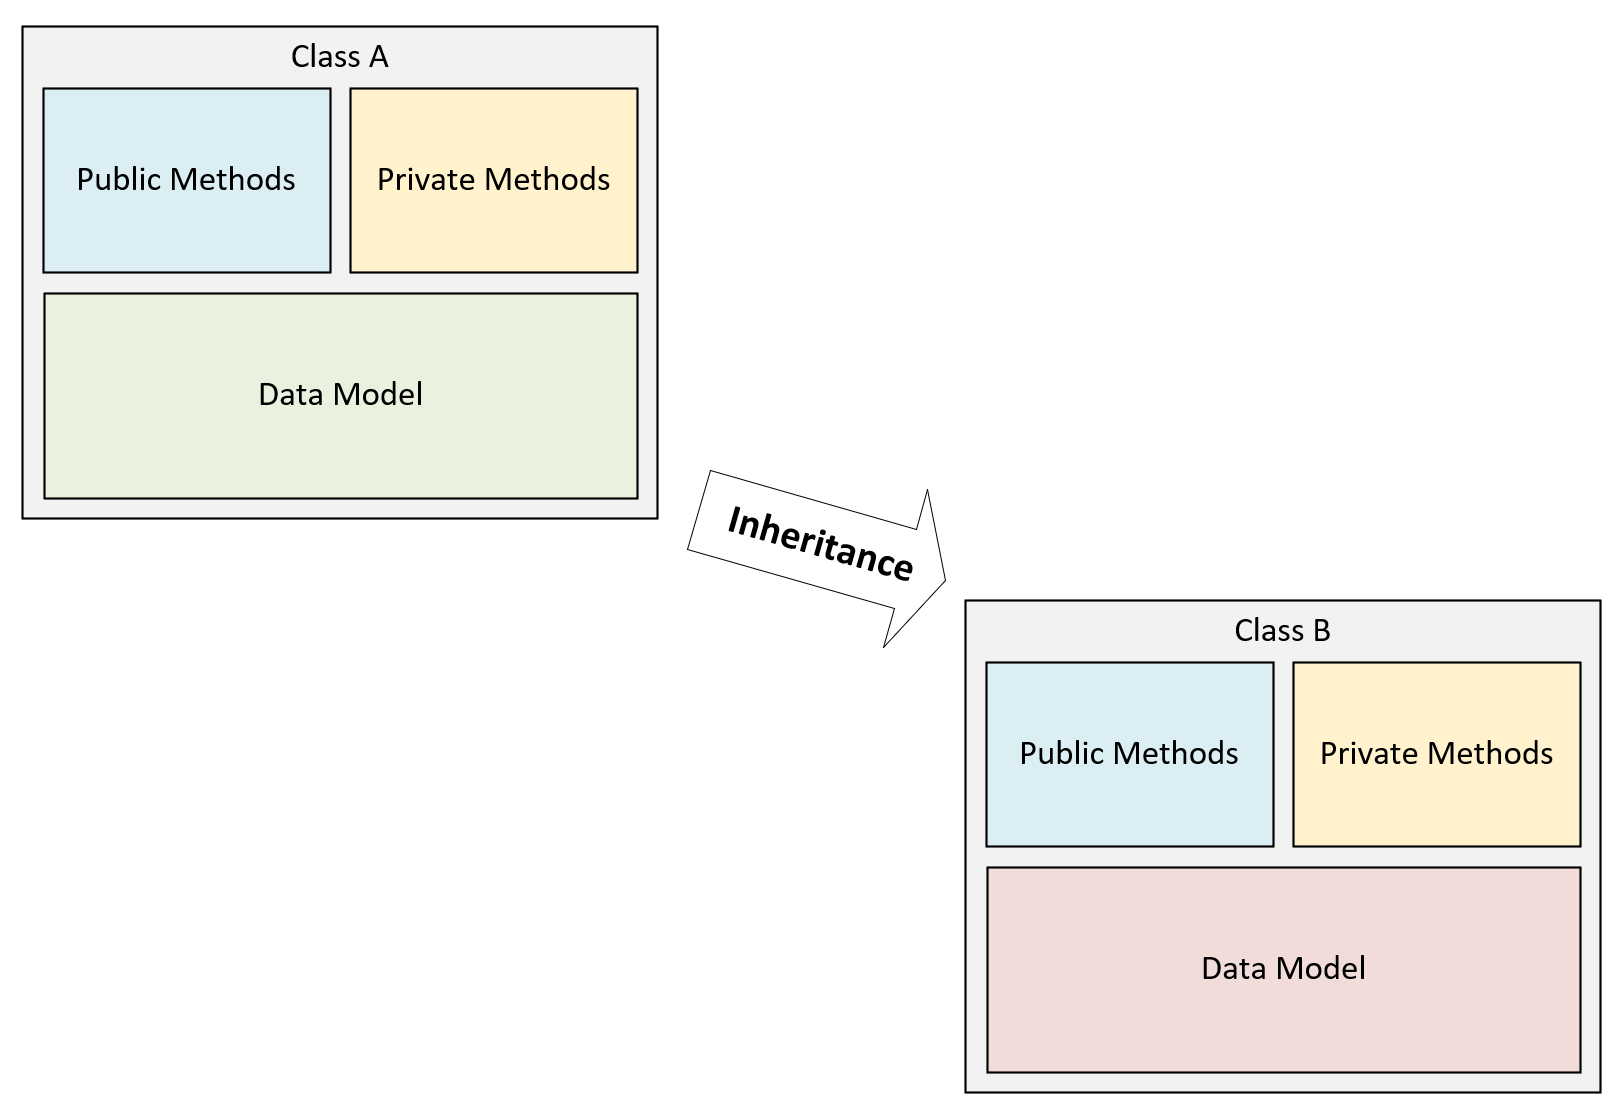 Class A
Public Methods
Private Methods
Data Model
Inheritance
Class B
Public Methods
Private Methods
Data Model